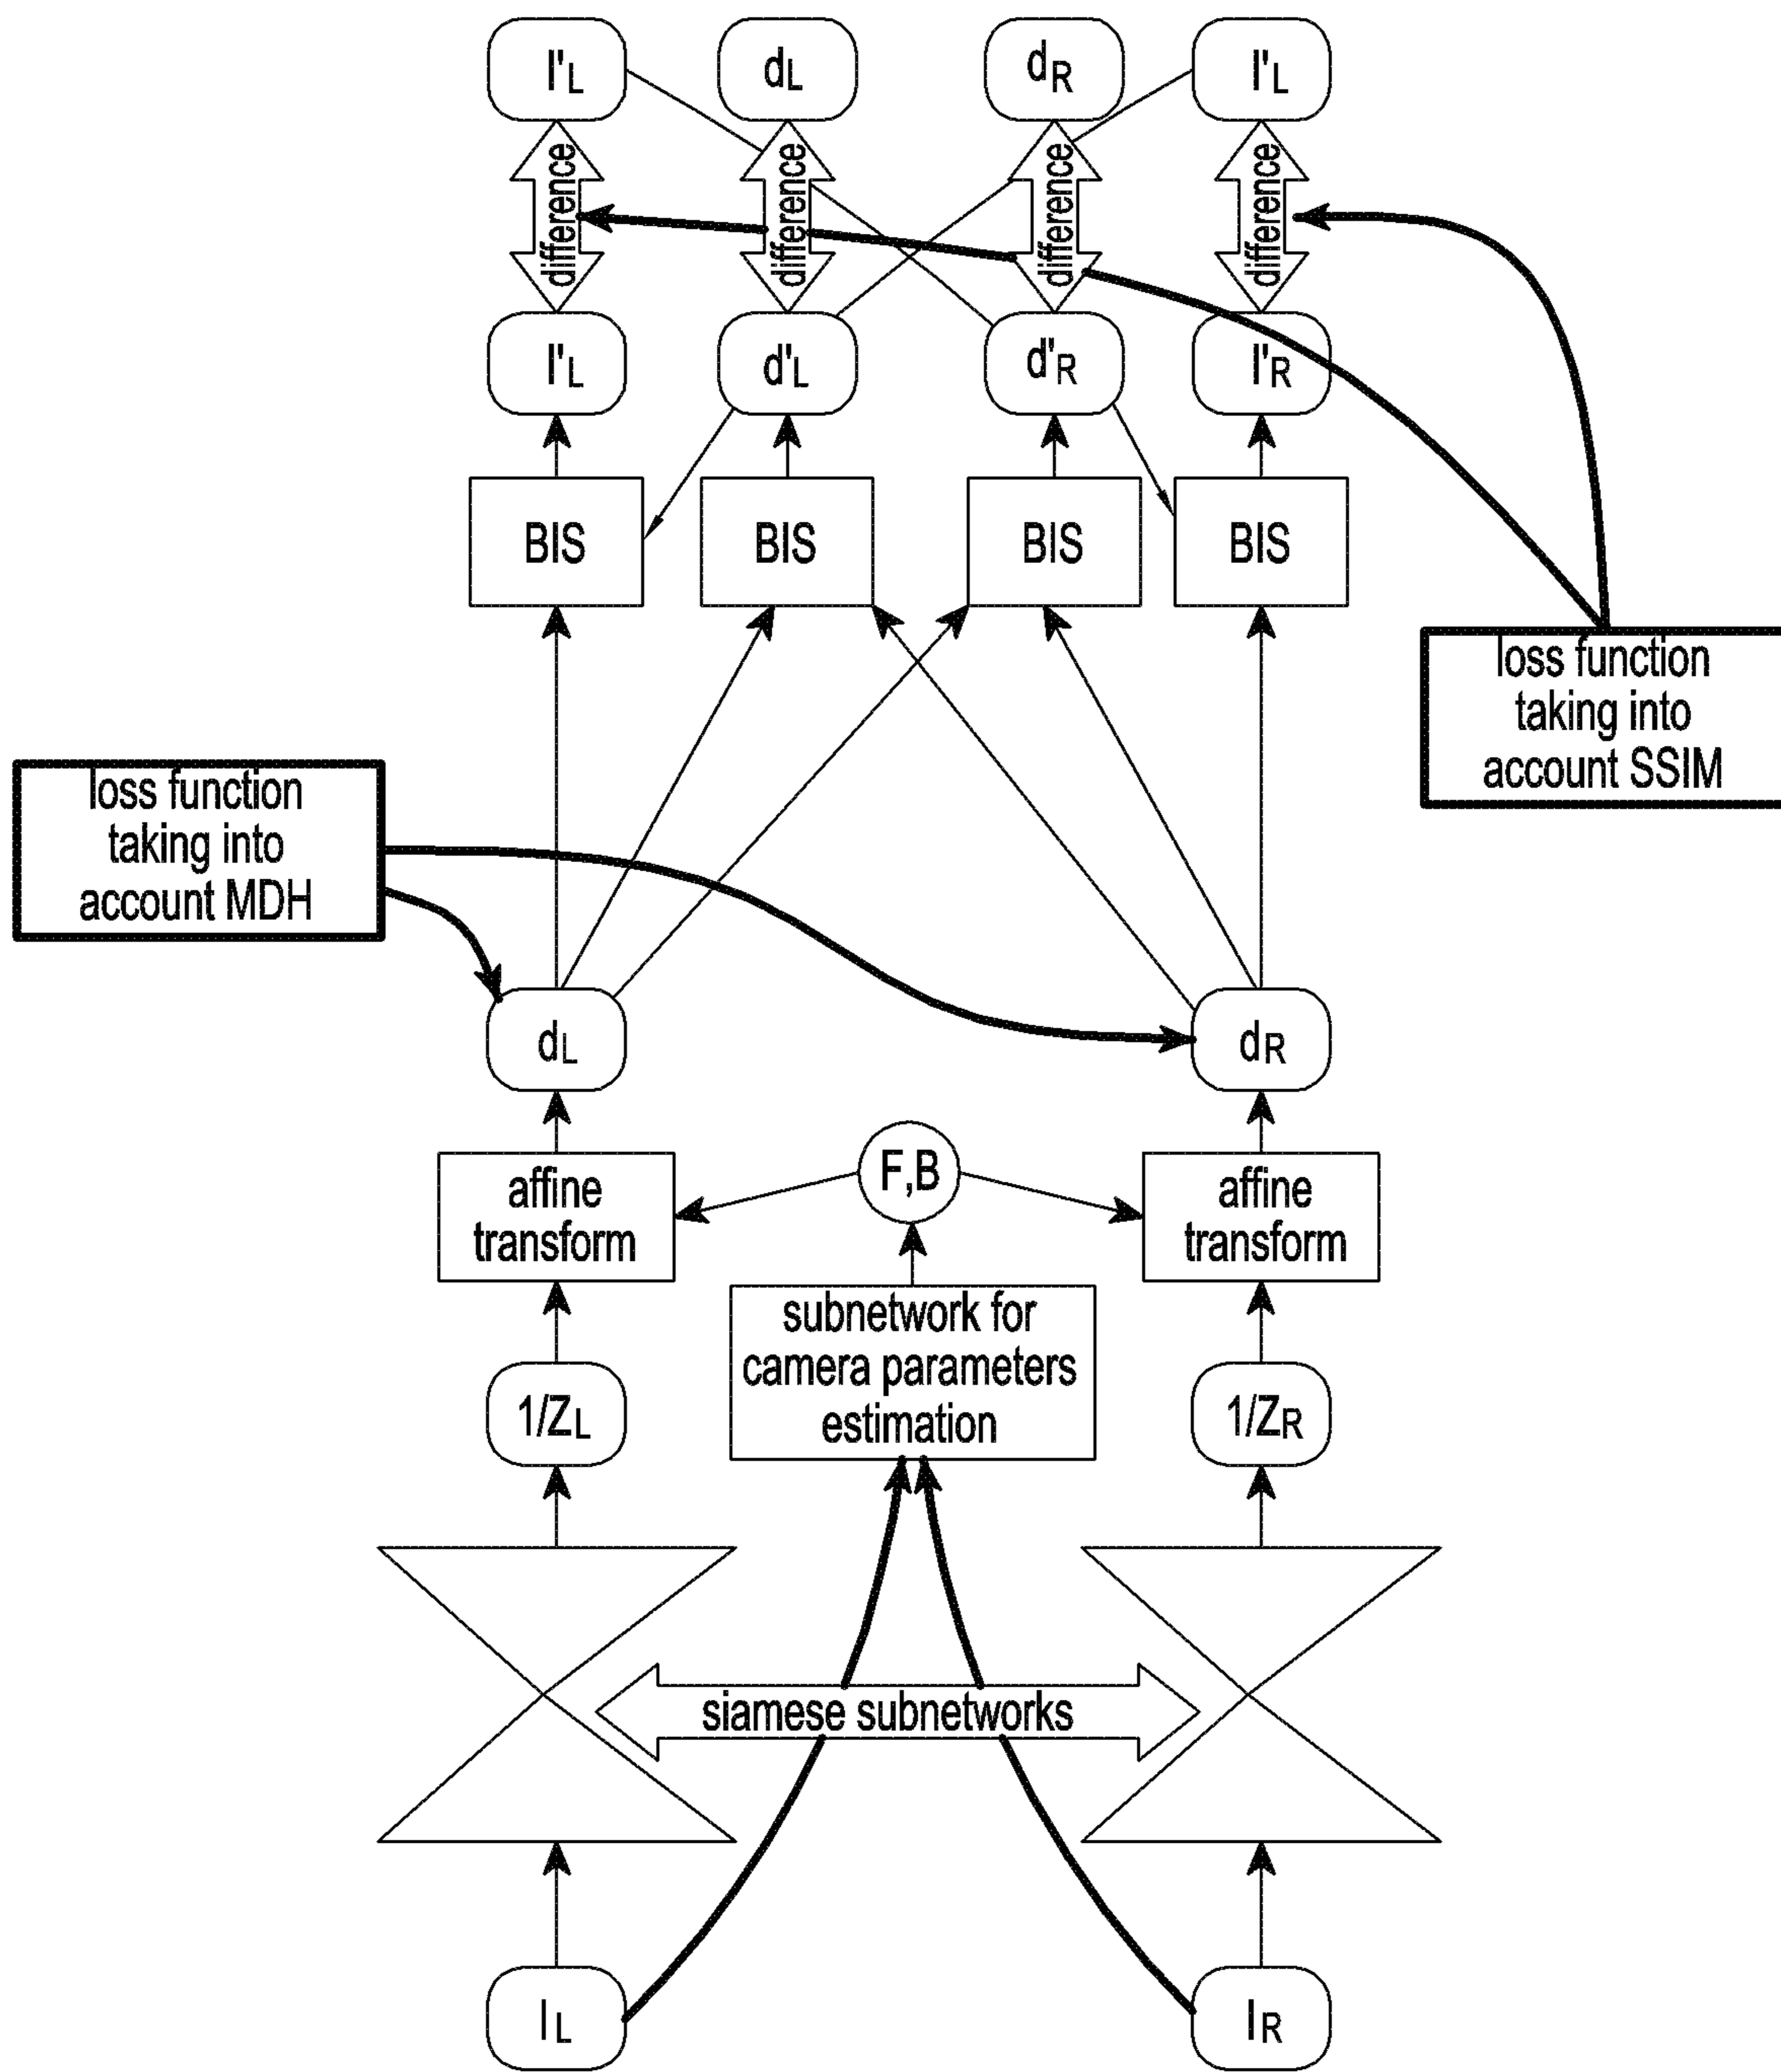 I'L dL dR I'L
difference difference difference difference
I'L d'L d'R I'R
BIS BIS BIS BIS
loss function
taking into
account SSIM
loss function
taking into
account MDH
dL dR
F,B
affine
transform
affine
transform
subnetwork for
camera parameters
estimation
1/ZL 1/ZR
siamese subnetworks
IL IR